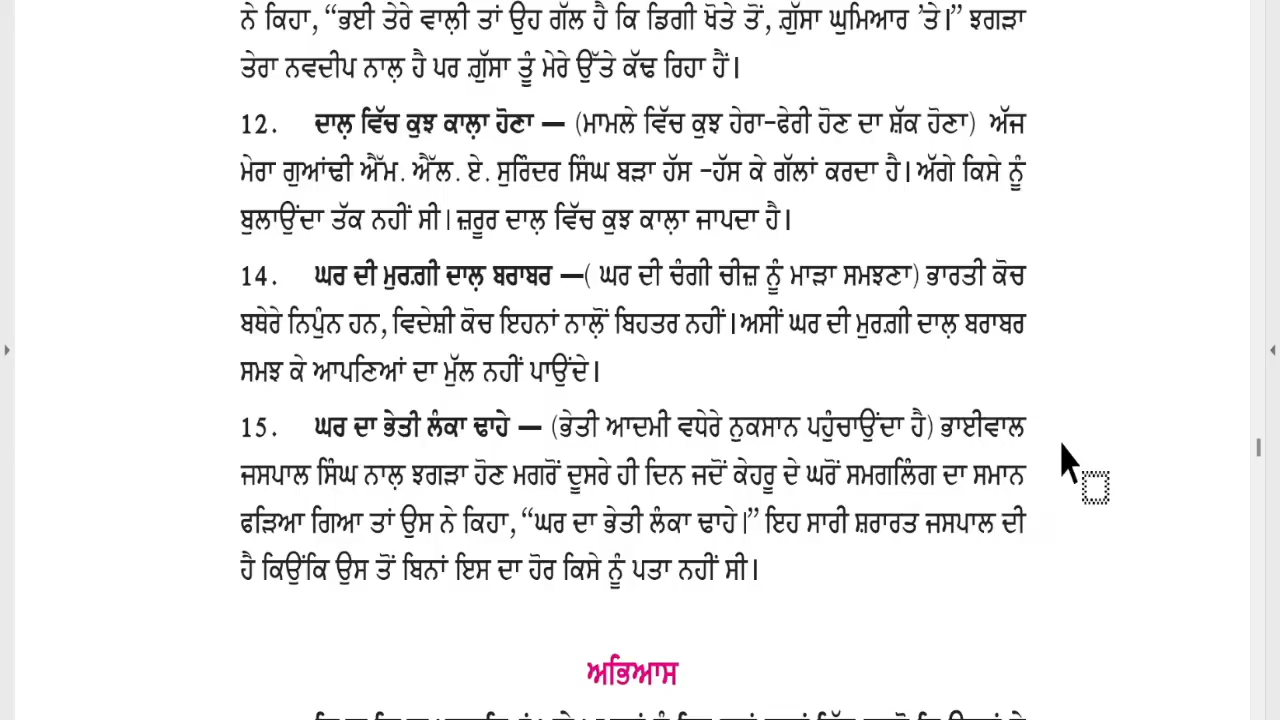 ਨੇ ਕਿਹਾ, “ਭਈ ਤੇਰੇ ਵਾਲ਼ੀ ਤਾਂ ਉਹ ਗੱਲ ਹੈ ਕਿ ਡਿਗੀ ਖੋਤੇ ਤੋਂ, ਗ਼ੁੱਸਾ ਘੁਮਿਆਰ ’ਤੇ।” ਝਗੜਾ
ਤੇਰਾ ਨਵਦੀਪ ਨਾਲ਼ ਹੈ ਪਰ ਗ਼ੁੱਸਾ ਤੂੰ ਮੇਰੇ ਉੱਤੇ ਕੱਢ ਰਿਹਾ ਹੈਂ।
12. ਦਾਲ਼ ਵਿੱਚ ਕੁਝ ਕਾਲ਼ਾ ਹੋਣਾ — (ਮਾਮਲੇ ਵਿੱਚ ਕੁਝ ਹੇਰਾ-ਫੇਰੀ ਹੋਣ ਦਾ ਸ਼ੱਕ ਹੋਣਾ) ਅੱਜ
ਮੇਰਾ ਗੁਆਂਢੀ ਐੱਮ. ਐੱਲ. ਏ. ਸੁਰਿੰਦਰ ਸਿੰਘ ਬੜਾ ਹੱਸ -ਹੱਸ ਕੇ ਗੱਲਾਂ ਕਰਦਾ ਹੈ। ਅੱਗੇ ਕਿਸੇ ਨੂੰ
ਬੁਲਾਉਂਦਾ ਤੱਕ ਨਹੀਂ ਸੀ। ਜ਼ਰੂਰ ਦਾਲ਼ ਵਿੱਚ ਕੁਝ ਕਾਲ਼ਾ ਜਾਪਦਾ ਹੈ।
14. ਘਰ ਦੀ ਮੁਰਗ਼ੀ ਦਾਲ਼ ਬਰਾਬਰ —( ਘਰ ਦੀ ਚੰਗੀ ਚੀਜ਼ ਨੂੰ ਮਾੜਾ ਸਮਝਣਾ) ਭਾਰਤੀ ਕੋਚ
ਬਥੇਰੇ ਨਿਪੁੰਨ ਹਨ, ਵਿਦੇਸ਼ੀ ਕੋਚ ਇਹਨਾਂ ਨਾਲ਼ੋਂ ਬਿਹਤਰ ਨਹੀਂ। ਅਸੀਂ ਘਰ ਦੀ ਮੁਰਗ਼ੀ ਦਾਲ਼ ਬਰਾਬਰ
ਸਮਝ ਕੇ ਆਪਣਿਆਂ ਦਾ ਮੁੱਲ ਨਹੀਂ ਪਾਉਂਦੇ।
15. ਘਰ ਦਾ ਭੇਤੀ ਲੰਕਾ ਢਾਹੇ — (ਭੇਤੀ ਆਦਮੀ ਵਧੇਰੇ ਨੁਕਸਾਨ ਪਹੁੰਚਾਉਂਦਾ ਹੈ) ਭਾਈਵਾਲ
ਜਸਪਾਲ ਸਿੰਘ ਨਾਲ਼ ਝਗੜਾ ਹੋਣ ਮਗਰੋਂ ਦੂਸਰੇ ਹੀ ਦਿਨ ਜਦੋਂ ਕੇਹਰੂ ਦੇ ਘਰੋਂ ਸਮਗਲਿੰਗ ਦਾ ਸਮਾਨ
ਫੜਿਆ ਗਿਆ ਤਾਂ ਉਸ ਨੇ ਕਿਹਾ, “ਘਰ ਦਾ ਭੇਤੀ ਲੰਕਾ ਢਾਹੇ।” ਇਹ ਸਾਰੀ ਸ਼ਰਾਰਤ ਜਸਪਾਲ ਦੀ
ਹੈ ਕਿਉਂਕਿ ਉਸ ਤੋਂ ਬਿਨਾਂ ਇਸ ਦਾ ਹੋਰ ਕਿਸੇ ਨੂੰ ਪਤਾ ਨਹੀਂ ਸੀ।
ਅਭਿਆਸ